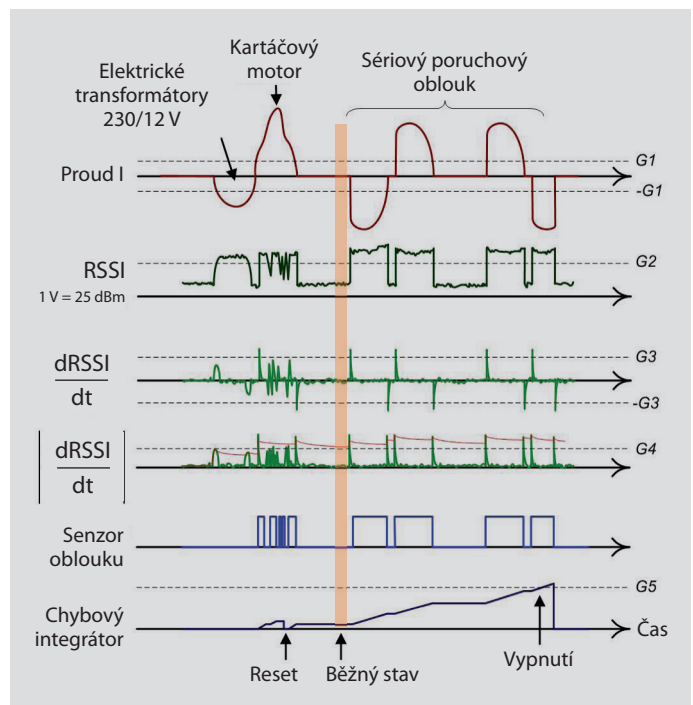 Kartáčový
motor
Sériový poruchový
oblouk
Elektrické
transformátory
230/12 V
Proud I
G1
-G1
RSSI
1 V = 25 dBm
G2
dRSSI
dt
G3
-G3
dRSSI
dt
G4
Senzor
oblouku
Chybový
integrátor
G5
Čas
Reset
Běžný stav
Vypnutí